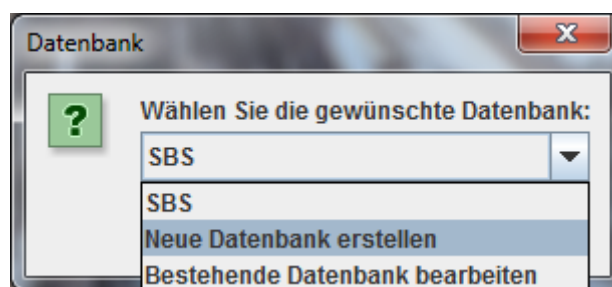 Datenbank
Wählen Sie die gewünschte Datenbank:
SBS
SBS
Neue Datenbank erstellen
Bestehende Datenbank bearbeiten